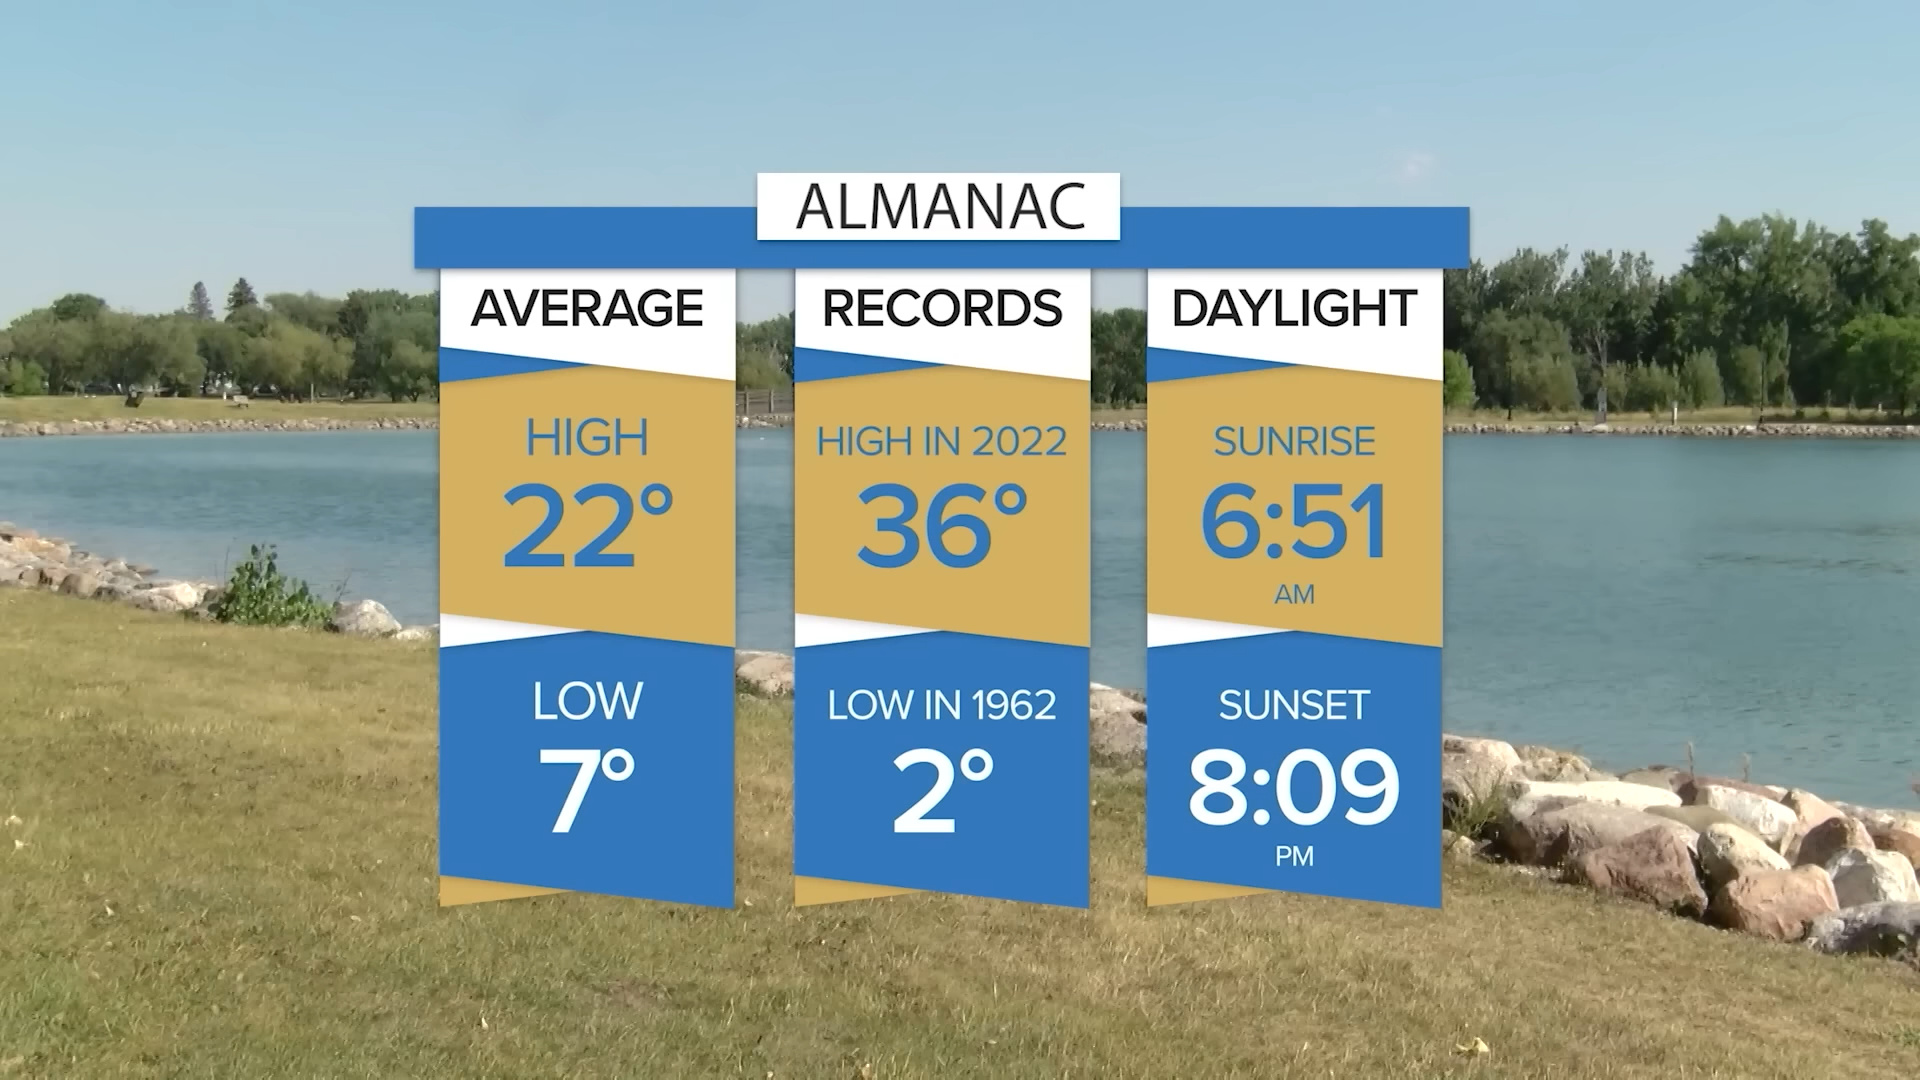 ALMANAC
AVERAGE
HIGH
22°
LOW
7°
RECORDS
HIGH IN 2022
36°
LOW IN 1962
2°
DAYLIGHT
SUNRISE
6:51
AM
SUNSET
8:09
PM